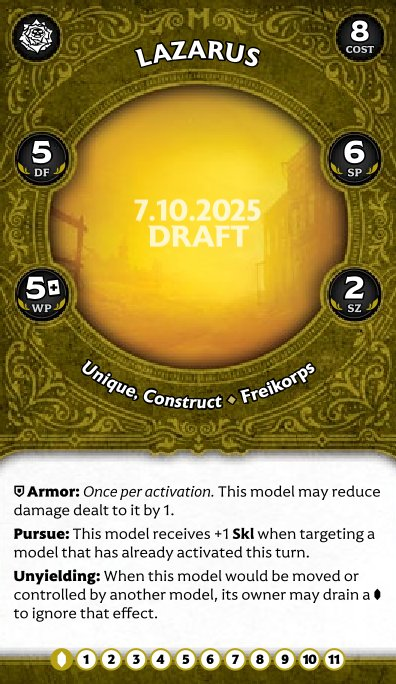 LAZARUS
8
COST
5
DF
6
SP
7.10.2025
DRAFT
5
WP
2
SZ
Unique, Construct ◆ Freikorps
Armor: Once per activation. This model may reduce
damage dealt to it by 1.
Pursue: This model receives +1 Skl when targeting a
model that has already activated this turn.
Unyielding: When this model would be moved or
controlled by another model, its owner may drain a
to ignore that effect.
1 2 3 4 5 6 7 8 9 10 11